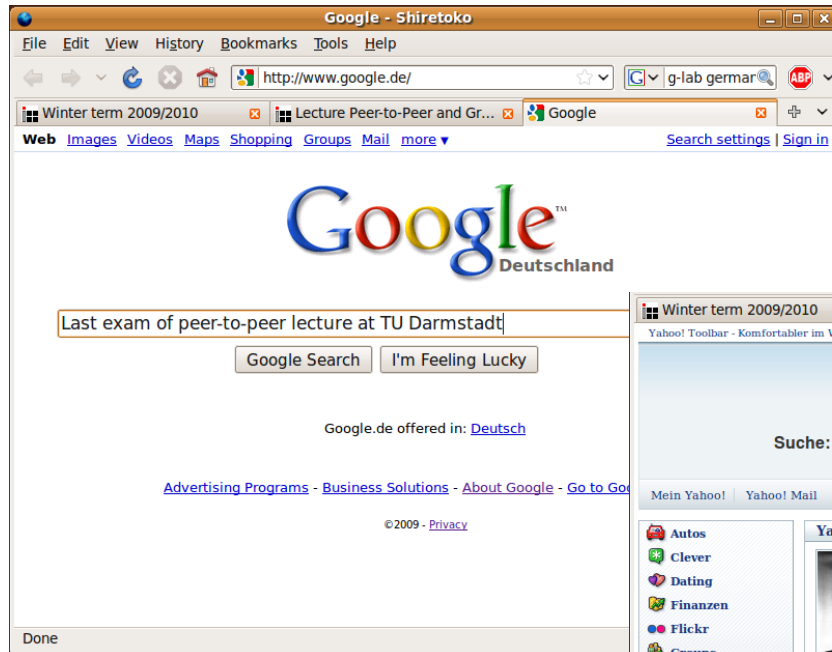 Google - Shiretoko
File Edit View History Bookmarks Tools Help
http://www.google.de/ G g-lab germar ABP
Winter term 2009/2010 Lecture Peer-to-Peer and Gr... Google
Web Images Videos Maps Shopping Groups Mail more ▼ Search settings | Sign in
Google™
Deutschland
Last exam of peer-to-peer lecture at TU Darmstadt
Google Search I'm Feeling Lucky
Google.de offered in: Deutsch
Advertising Programs - Business Solutions - About Google - Go to Goo
©2009 - Privacy
Done
Winter term 2009/2010
Yahoo! Toolbar - Komfortabler im W
Suche:
Mein Yahoo! Yahoo! Mail
Autos Ya
Clever
Dating
Finanzen
Flickr